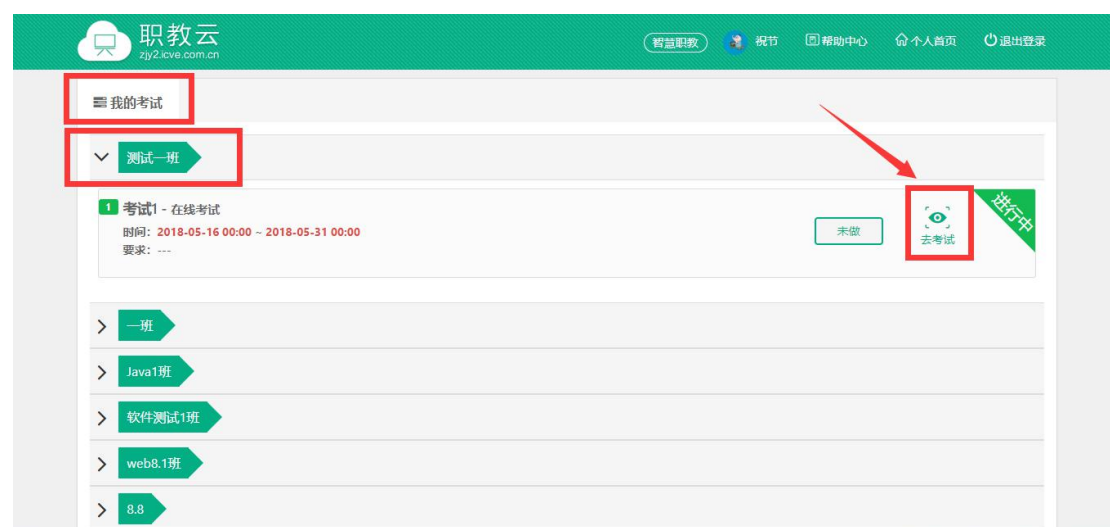 职教云
zjy2.icve.com.cn
智慧职教 祝节 帮助中心 个人首页 退出登录
我的考试
测试一班
1 考试1 - 在线考试
时间：2018-05-16 00:00 ~ 2018-05-31 00:00
要求：---
未做
去考试
进行中
一班
Java1班
软件测试1班
web8.1班
8.8